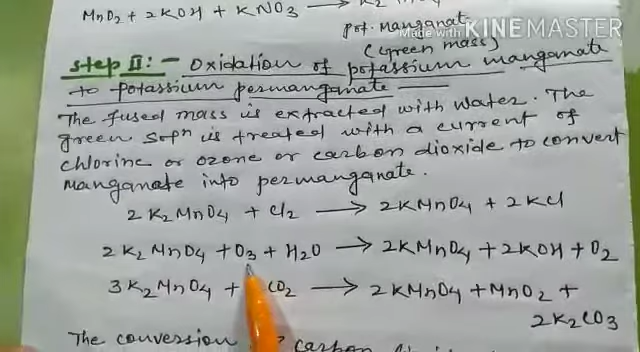 MnO2 + 2KOH + KNO3 → K2
pot. manganat
(green mass)
Made with KINEMASTER
Step II:- Oxidation of potassium manganate
to potassium permanganate
The fused mass is extracted with water. The
green solⁿ is treated with a current of
chlorine or ozone or carbon dioxide to convert
manganate into permanganate.
2K2MnO4 + Cl2 → 2KMnO4 + 2KCl
2K2MnO4 + O3 + H2O → 2KMnO4 + 2KOH + O2
3K2MnO4 + CO2 → 2KMnO4 + MnO2 +
2K2CO3
The conversion carbon